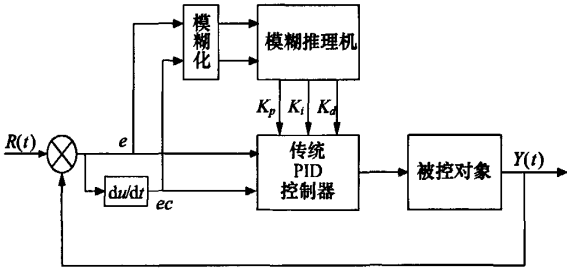 模糊化
模糊推理机
Kp Ki Kd
R(t)
e
传统
PID
控制器
被控对象
Y(t)
du/dt
ec